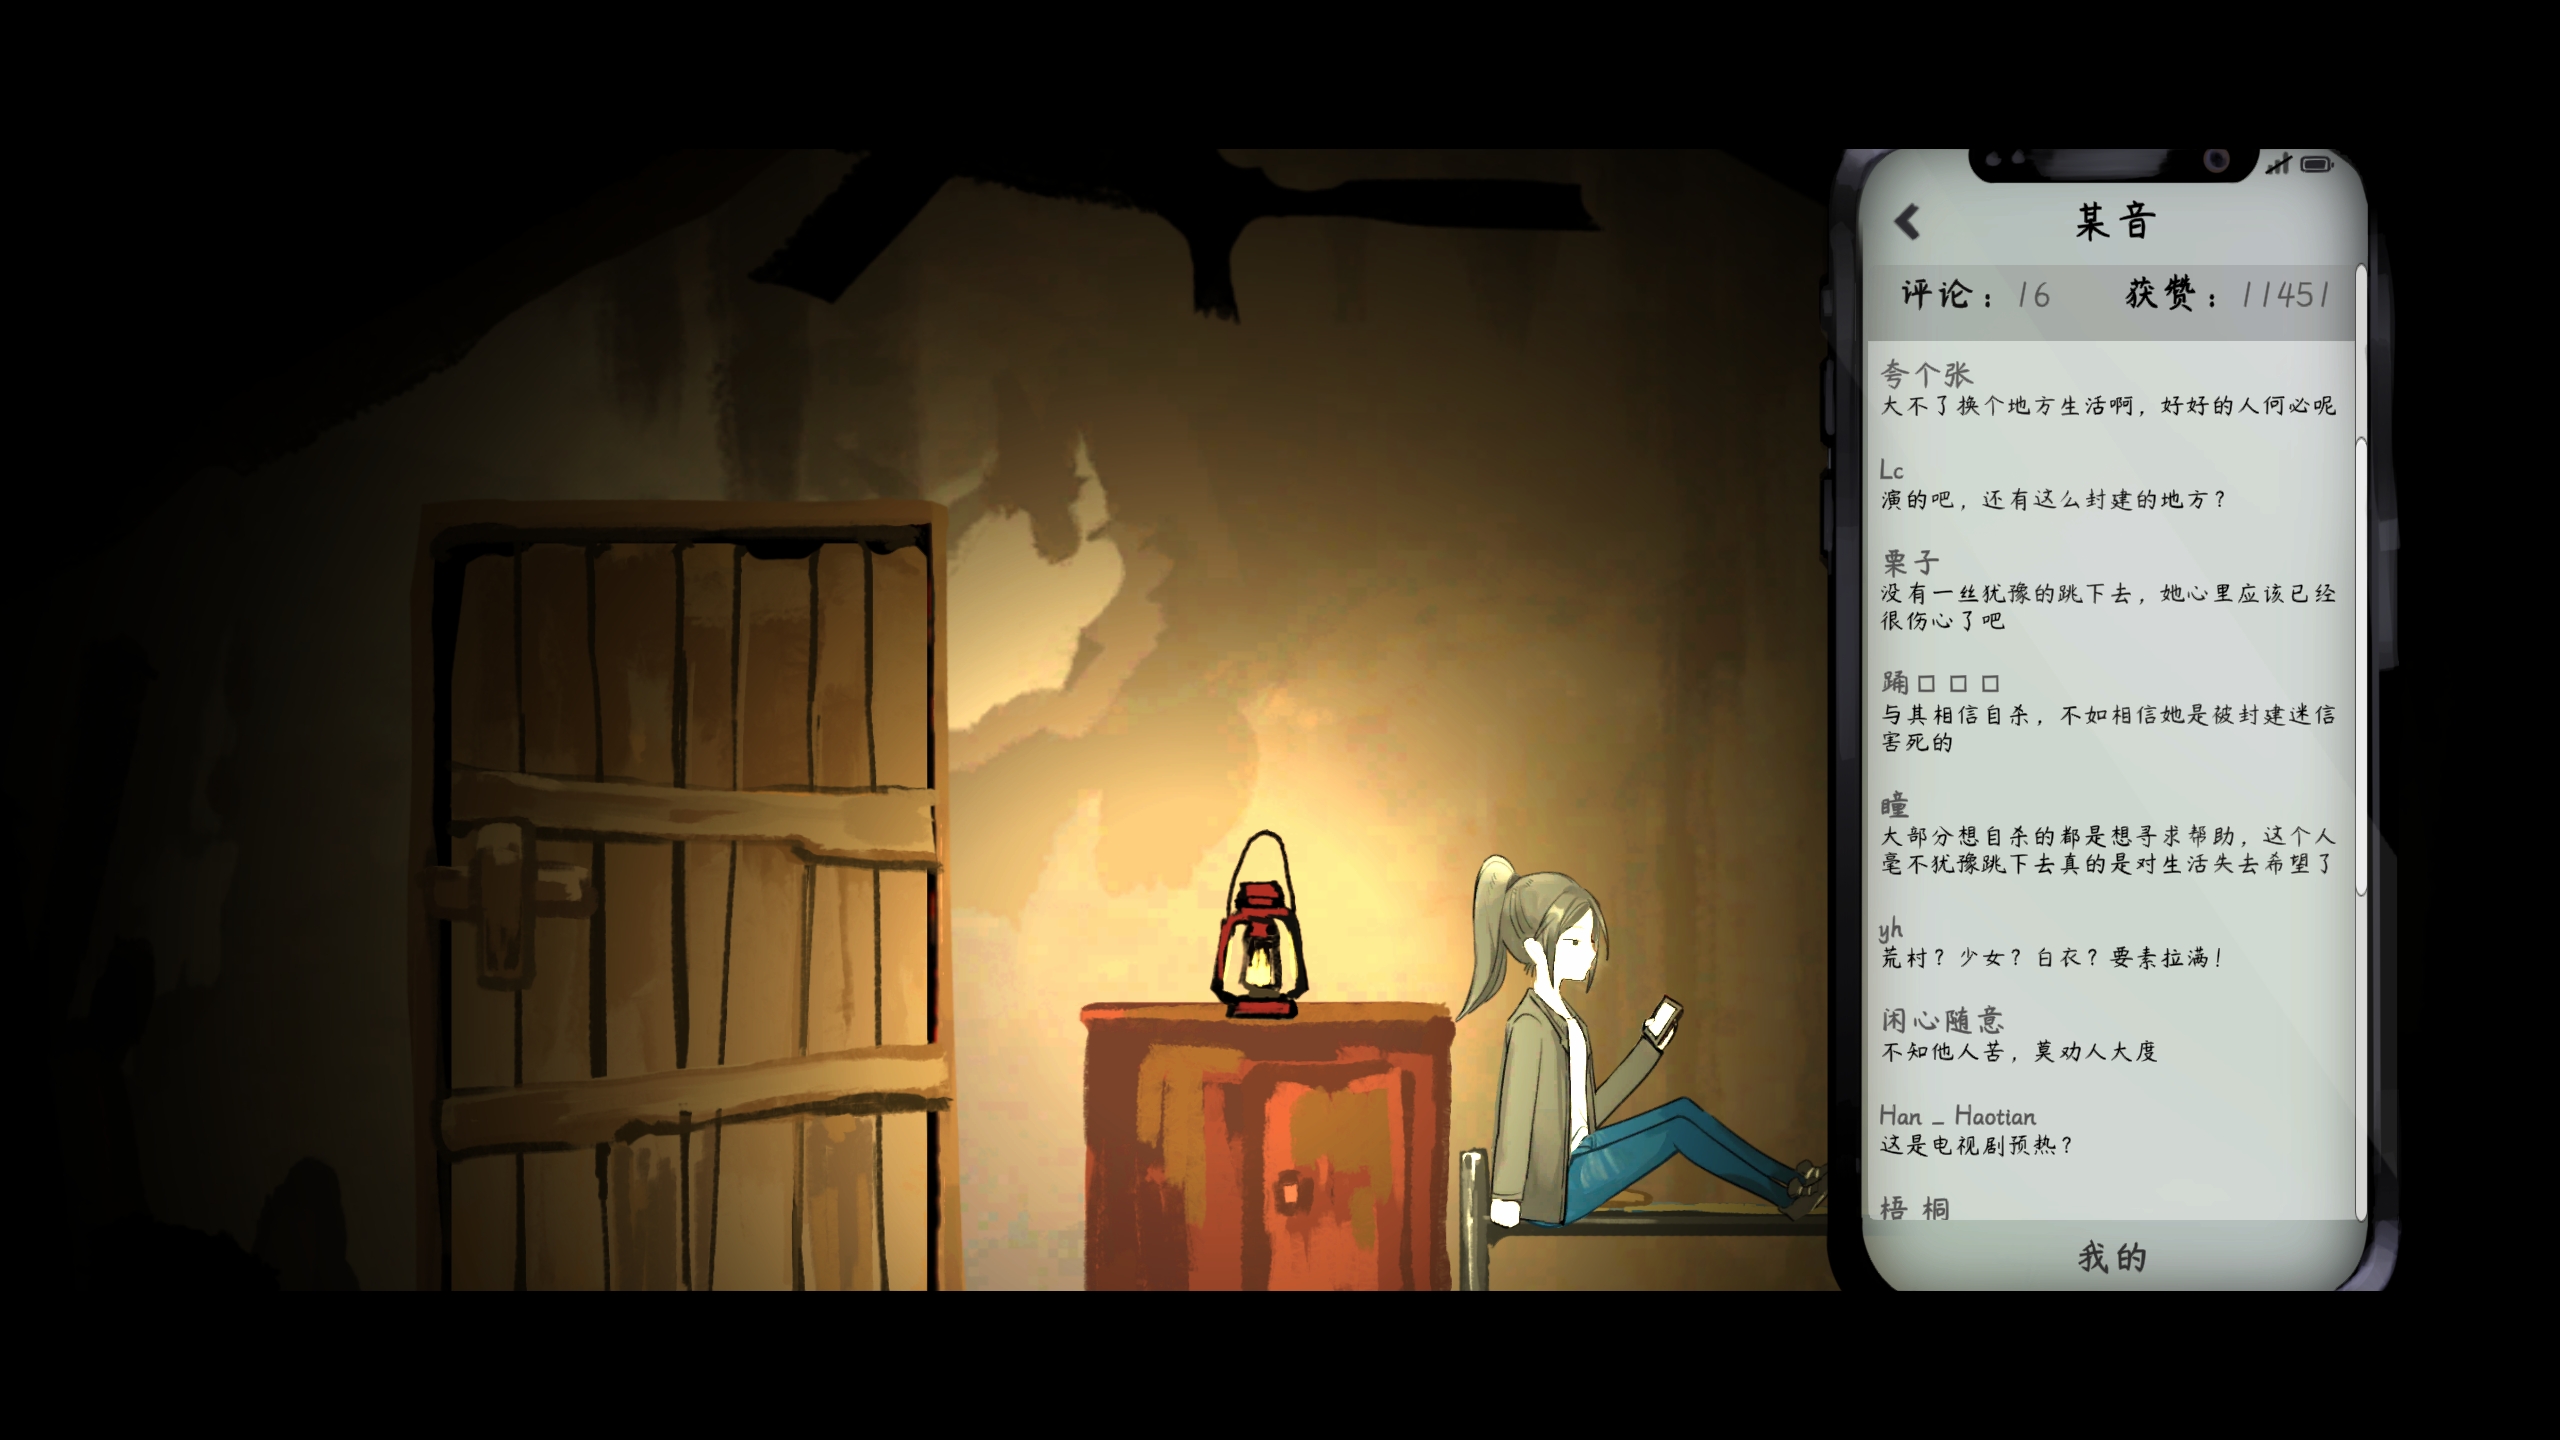 某音
评论：16 获赞：11451
夸个张
大不了换个地方生活啊，好好的人何必呢
Lc
演的吧，还有这么封建的地方？
栗子
没有一丝犹豫的跳下去，她心里应该已经
很伤心了吧
踊□□□
与其相信自杀，不如相信她是被封建迷信
害死的
瞳
大部分想自杀的都是想寻求帮助，这个人
毫不犹豫跳下去真的是对生活失去希望了
yh
荒村？少女？白衣？要素拉满！
闲心随意
不知他人苦，莫劝人大度
Han _ Haotian
这是电视剧预热？
梧 桐
我的